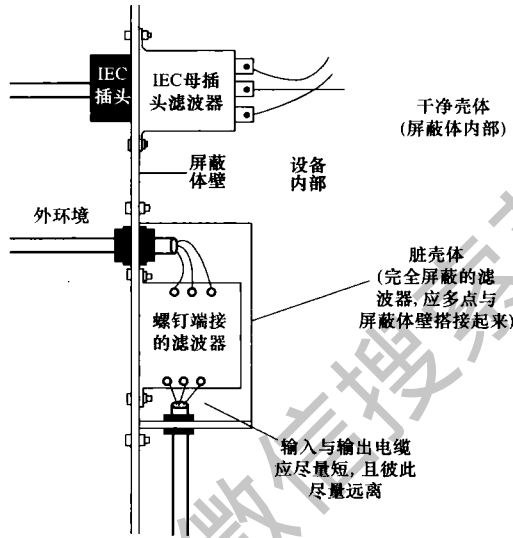 IEC
插头
IEC母插
头滤波器
干净壳体
(屏蔽体内部)
屏蔽
体壁
设备
内部
外环境
脏壳体
(完全屏蔽的滤
波器,应多点与
屏蔽体壁搭接起来)
螺钉端接
的滤波器
输入与输出电缆
应尽量短,且彼此
尽量远离
微信搜索